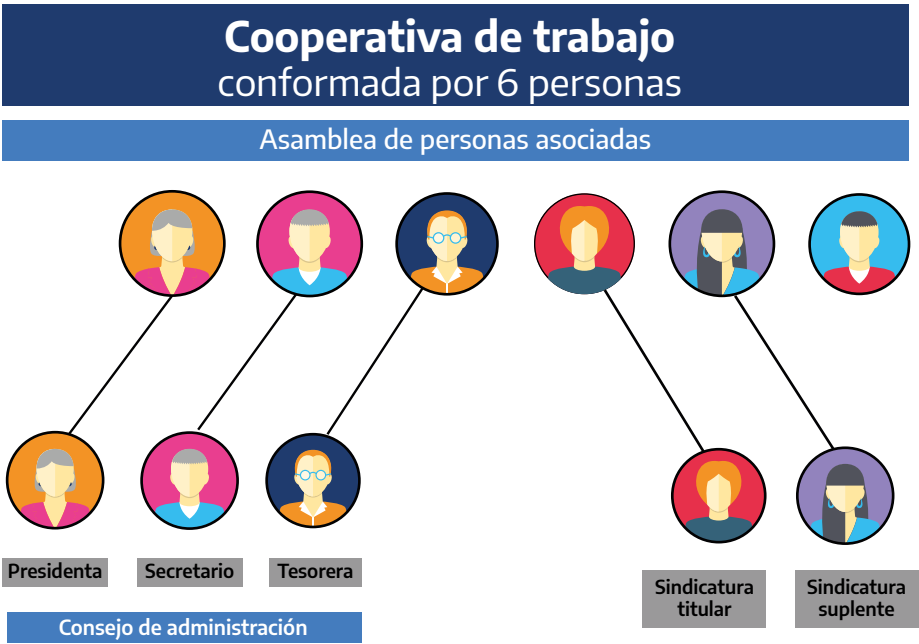 Cooperativa de trabajo
conformada por 6 personas
Asamblea de personas asociadas
Presidenta
Secretario
Tesorera
Sindicatura
titular
Sindicatura
suplente
Consejo de administración